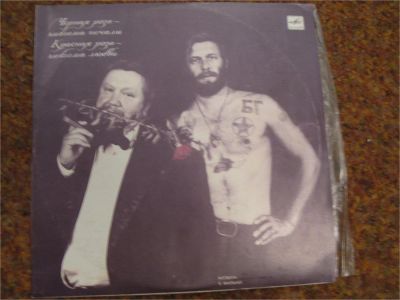 Черная роза —
эмблема печали
Красная роза —
эмблема любви
БГ